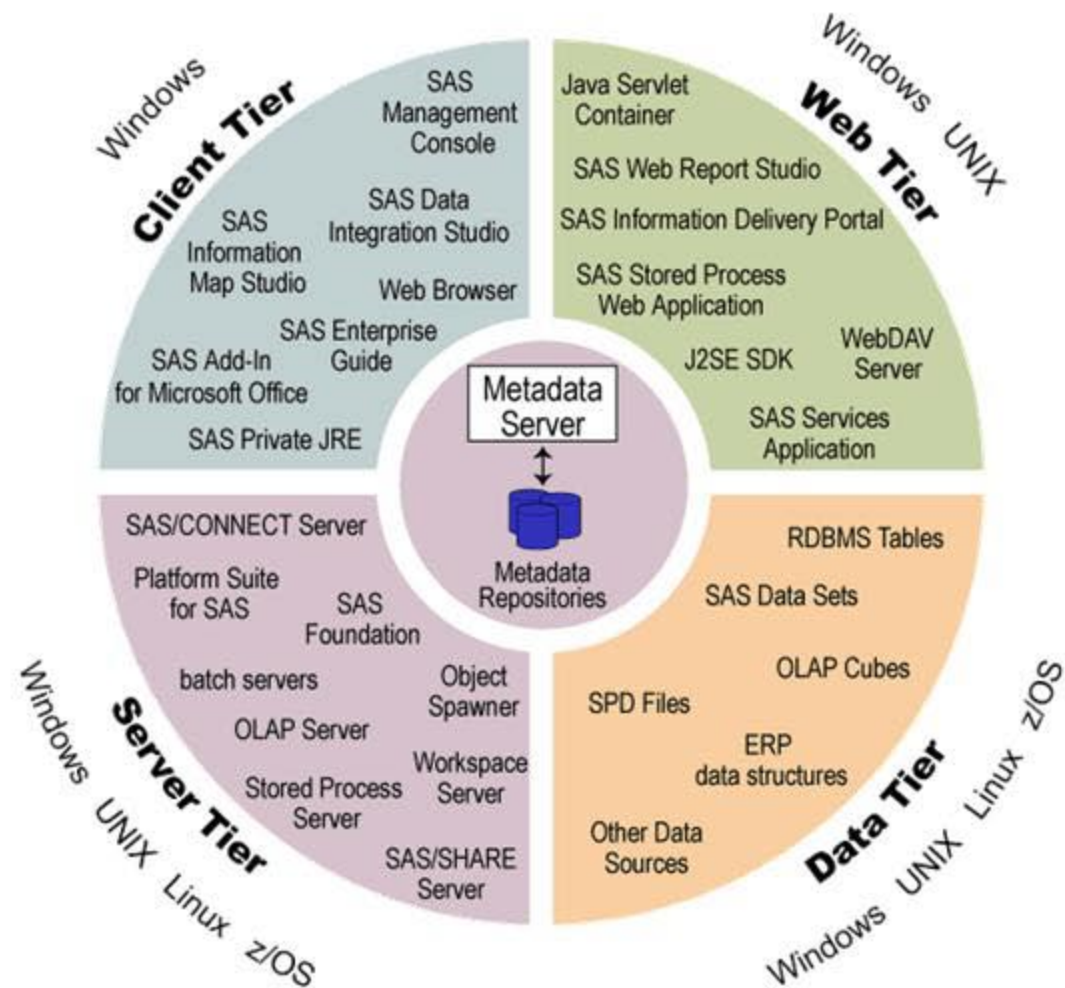 Windows
Client Tier
SAS
Management
Console
SAS Data
Integration Studio
SAS
Information
Map Studio
Web Browser
SAS Enterprise
Guide
SAS Add-In
for Microsoft Office
SAS Private JRE
Windows UNIX
Web Tier
Java Servlet
Container
SAS Web Report Studio
SAS Information Delivery Portal
SAS Stored Process
Web Application
WebDAV
Server
J2SE SDK
SAS Services
Application
Metadata
Server
Metadata
Repositories
SAS/CONNECT Server
Platform Suite
for SAS
SAS
Foundation
batch servers
Object
Spawner
OLAP Server
Workspace
Server
Stored Process
Server
SAS/SHARE
Server
Server Tier
Windows UNIX Linux z/OS
RDBMS Tables
SAS Data Sets
OLAP Cubes
SPD Files
ERP
data structures
Other Data
Sources
Data Tier
Windows UNIX Linux z/OS